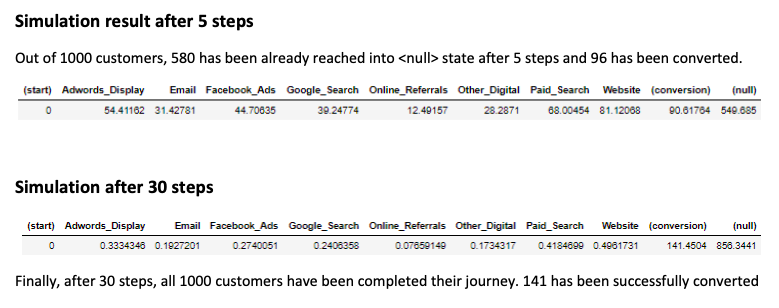 Simulation result after 5 steps
Out of 1000 customers, 580 has been already reached into <null> state after 5 steps and 96 has been converted.
(start) Adwords_Display Email Facebook_Ads Google_Search Online_Referrals Other_Digital Paid_Search Website (conversion) (null)
0 54.41162 31.42781 44.70635 39.24774 12.49157 28.2871 68.00454 81.12068 90.61764 549.685
Simulation after 30 steps
(start) Adwords_Display Email Facebook_Ads Google_Search Online_Referrals Other_Digital Paid_Search Website (conversion) (null)
0 0.3334346 0.1927201 0.2740051 0.2406358 0.07659149 0.1734317 0.4184699 0.4961731 141.4504 856.3441
Finally, after 30 steps, all 1000 customers have been completed their journey. 141 has been successfully converted